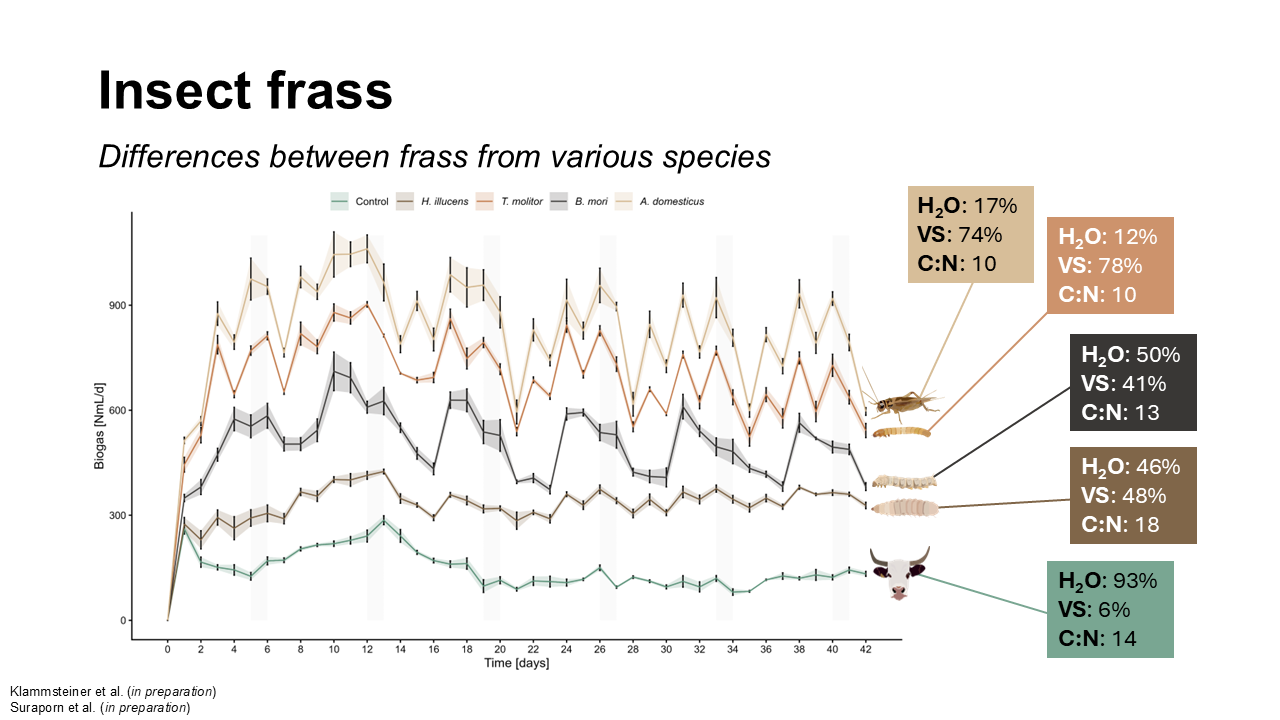 Insect frass
Differences between frass from various species
Control H. illucens T. molitor B. mori A. domesticus
Biogas [NmL/d]
900
600
300
0
0 2 4 6 8 10 12 14 16 18 20 22 24 26 28 30 32 34 36 38 40 42
Time [days]
H₂O: 17%
VS: 74%
C:N: 10
H₂O: 12%
VS: 78%
C:N: 10
H₂O: 50%
VS: 41%
C:N: 13
H₂O: 46%
VS: 48%
C:N: 18
H₂O: 93%
VS: 6%
C:N: 14
Klammsteiner et al. (in preparation)
Suraporn et al. (in preparation)